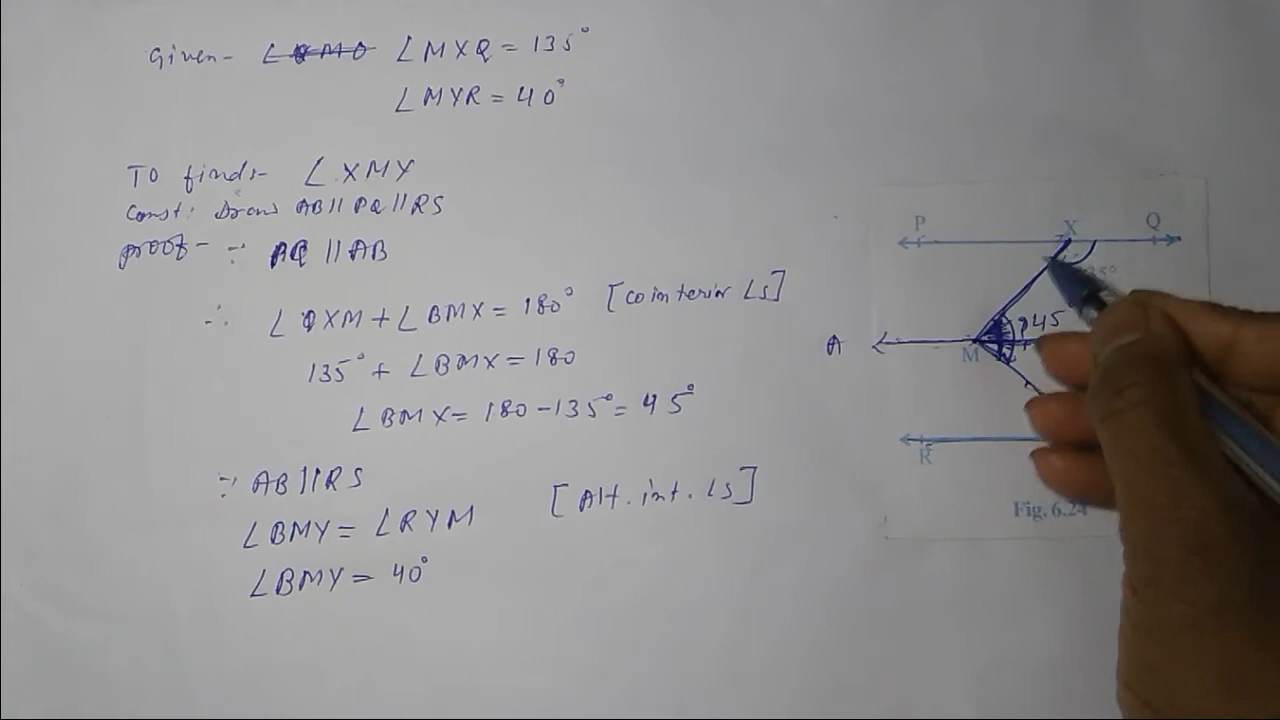 Given- ∠MXQ = 135°
∠MYR = 40°
To find:- ∠XMY
Const: Draw AB || PQ || RS
proof- ∵ PQ || AB
∴ ∠QXM + ∠BMX = 180° [cointerior ∠s]
135° + ∠BMX = 180
∠BMX = 180 - 135° = 45°
∵ AB || RS
∠BMY = ∠RYM [Alt. int. ∠s]
∠BMY = 40°
P X Q
A M 45
R
Fig. 6.24